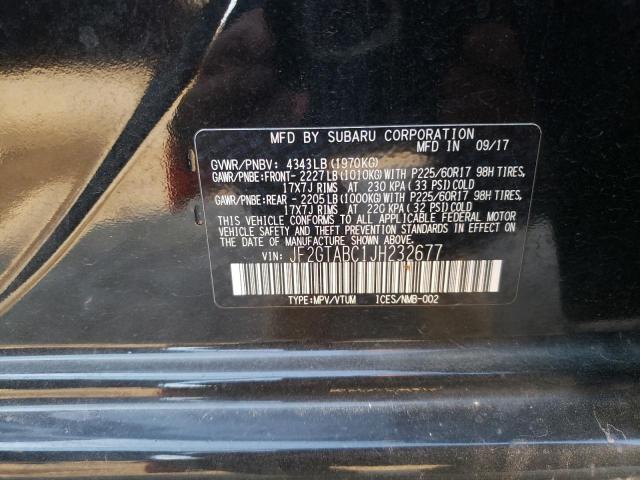 MFD BY SUBARU CORPORATION
MFD IN 09/17
GVWR/PNBV: 4343LB (1970KG)
GAWR/PNBE:FRONT- 2227LB(1010KG)WITH P225/60R17 98H TIRES,
17X7J RIMS AT 230 KPA (33 PSI)COLD
GAWR/PNBE:REAR - 2205LB(1000KG)WITH P225/60R17 98H TIRES,
17X7J RIMS AT 220 KPA (32 PSI)COLD
THIS VEHICLE CONFORMS TO ALL APPLICABLE FEDERAL MOTOR
VEHICLE SAFETY AND THEFT PREVENTION STANDARDS IN EFFECT
ON THE DATE OF MANUFACTURE SHOWN ABOVE.
VIN: JF2GTABC1JH232677
TYPE:MPV/VTUM ICES/NMB-002